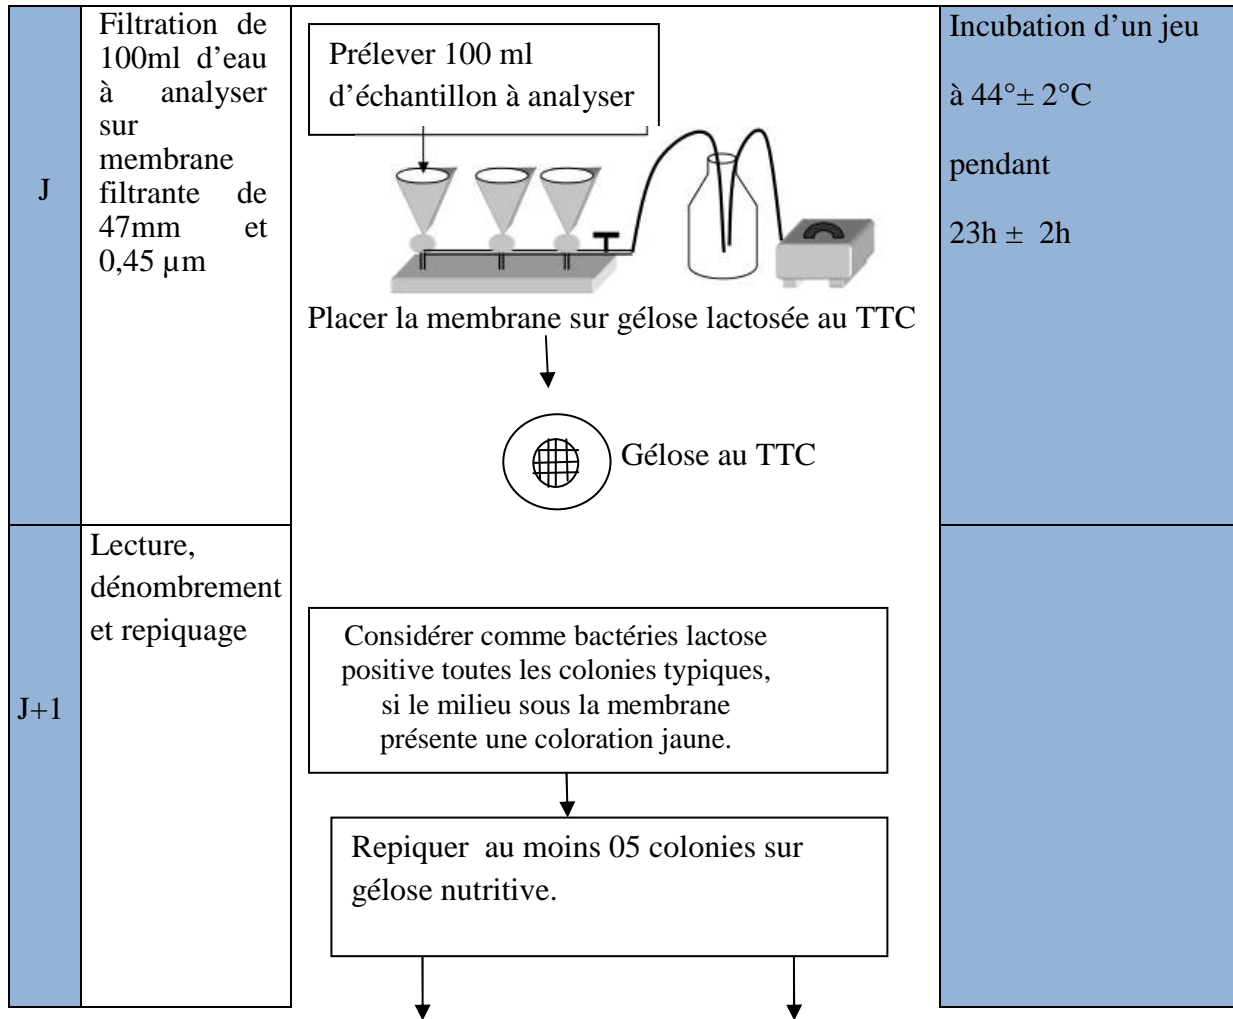 J
Filtration de
100ml d’eau
à analyser
sur
membrane
filtrante de
47mm et
0,45 µm
Prélever 100 ml
d’échantillon à analyser
Placer la membrane sur gélose lactosée au TTC
Gélose au TTC
Incubation d’un jeu
à 44°± 2°C
pendant
23h ± 2h
J+1
Lecture,
dénombrement
et repiquage
Considérer comme bactéries lactose
positive toutes les colonies typiques,
si le milieu sous la membrane
présente une coloration jaune.
Repiquer au moins 05 colonies sur
gélose nutritive.